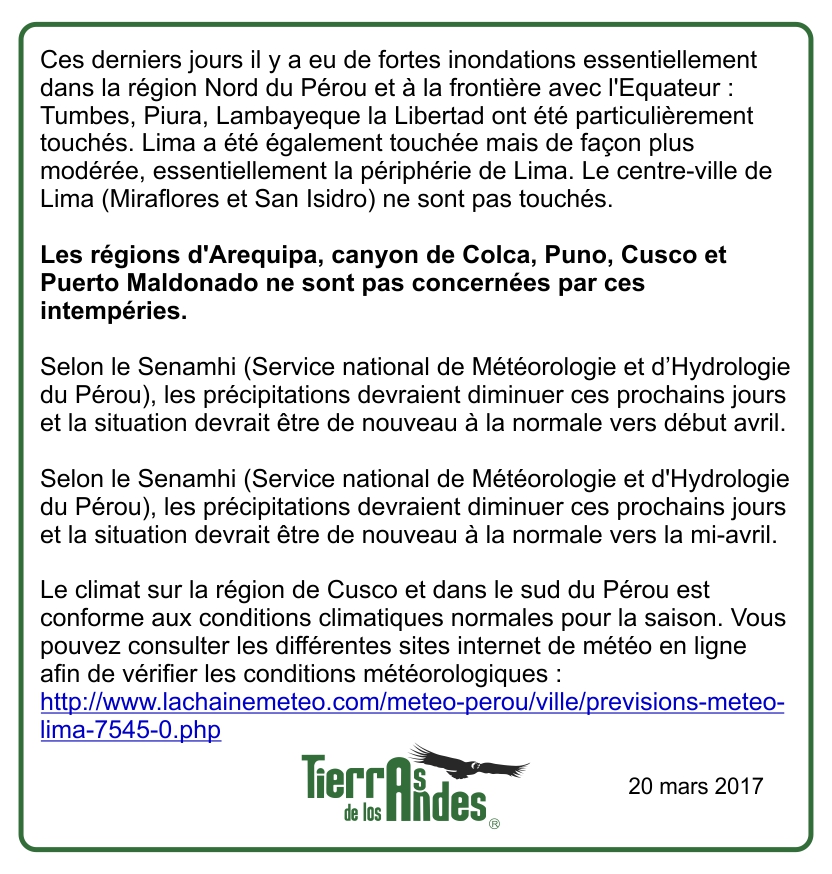 Ces derniers jours il y a eu de fortes inondations essentiellement
dans la région Nord du Pérou et à la frontière avec l'Equateur :
Tumbes, Piura, Lambayeque la Libertad ont été particulièrement
touchés. Lima a été également touchée mais de façon plus
modérée, essentiellement la périphérie de Lima. Le centre-ville de
Lima (Miraflores et San Isidro) ne sont pas touchés.
Les régions d'Arequipa, canyon de Colca, Puno, Cusco et
Puerto Maldonado ne sont pas concernées par ces
intempéries.
Selon le Senamhi (Service national de Météorologie et d’Hydrologie
du Pérou), les précipitations devraient diminuer ces prochains jours
et la situation devrait être de nouveau à la normale vers début avril.
Selon le Senamhi (Service national de Météorologie et d'Hydrologie
du Pérou), les précipitations devraient diminuer ces prochains jours
et la situation devrait être de nouveau à la normale vers la mi-avril.
Le climat sur la région de Cusco et dans le sud du Pérou est
conforme aux conditions climatiques normales pour la saison. Vous
pouvez consulter les différentes sites internet de météo en ligne
afin de vérifier les conditions météorologiques :
http://www.lachainemeteo.com/meteo-perou/ville/previsions-meteo-
lima-7545-0.php
TierrAs
de los Andes ®
20 mars 2017